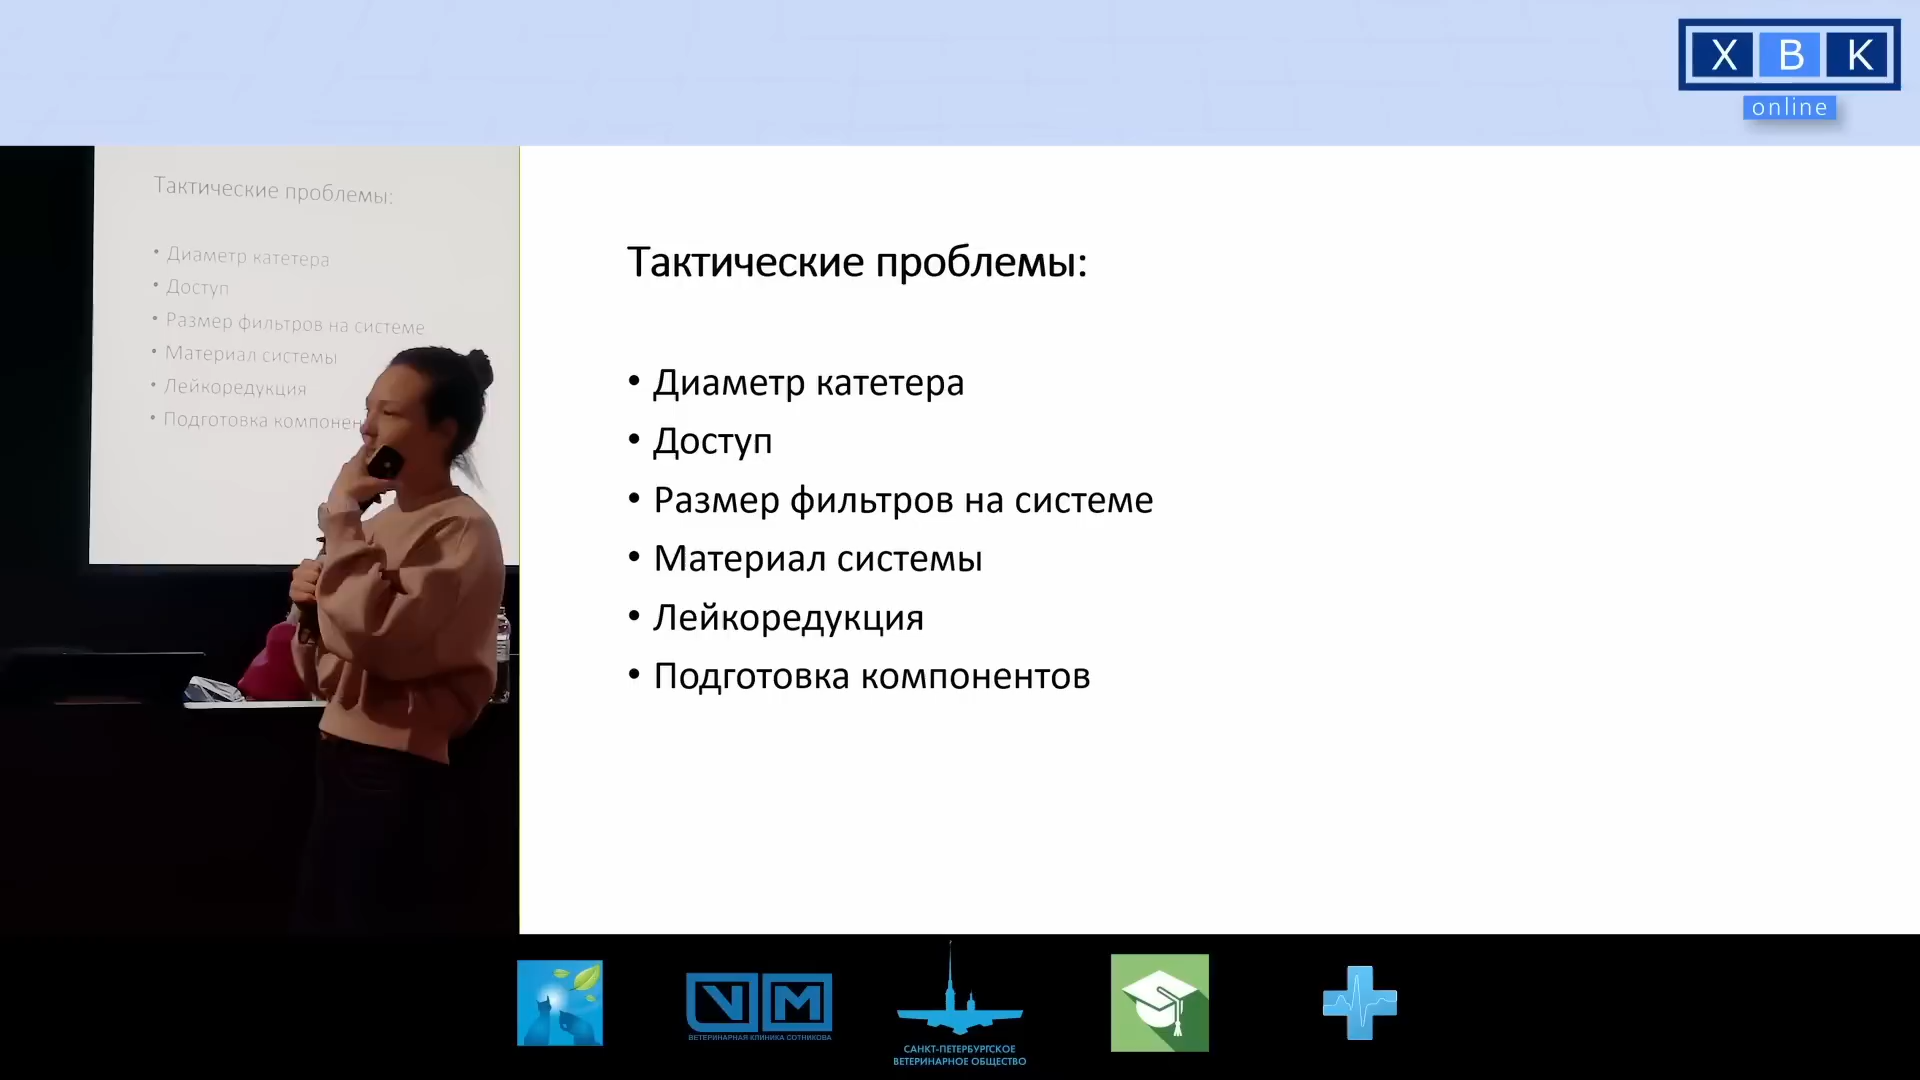 Х В К
online
Тактические проблемы:
• Диаметр катетера
• Доступ
• Размер фильтров на системе
• Материал системы
• Лейкоредукция
• Подготовка компонен
Тактические проблемы:
• Диаметр катетера
• Доступ
• Размер фильтров на системе
• Материал системы
• Лейкоредукция
• Подготовка компонентов
VM
ВЕТЕРИНАРНАЯ КЛИНИКА СОТНИКОВА
САНКТ-ПЕТЕРБУРГСКОЕ
ВЕТЕРИНАРНОЕ ОБЩЕСТВО